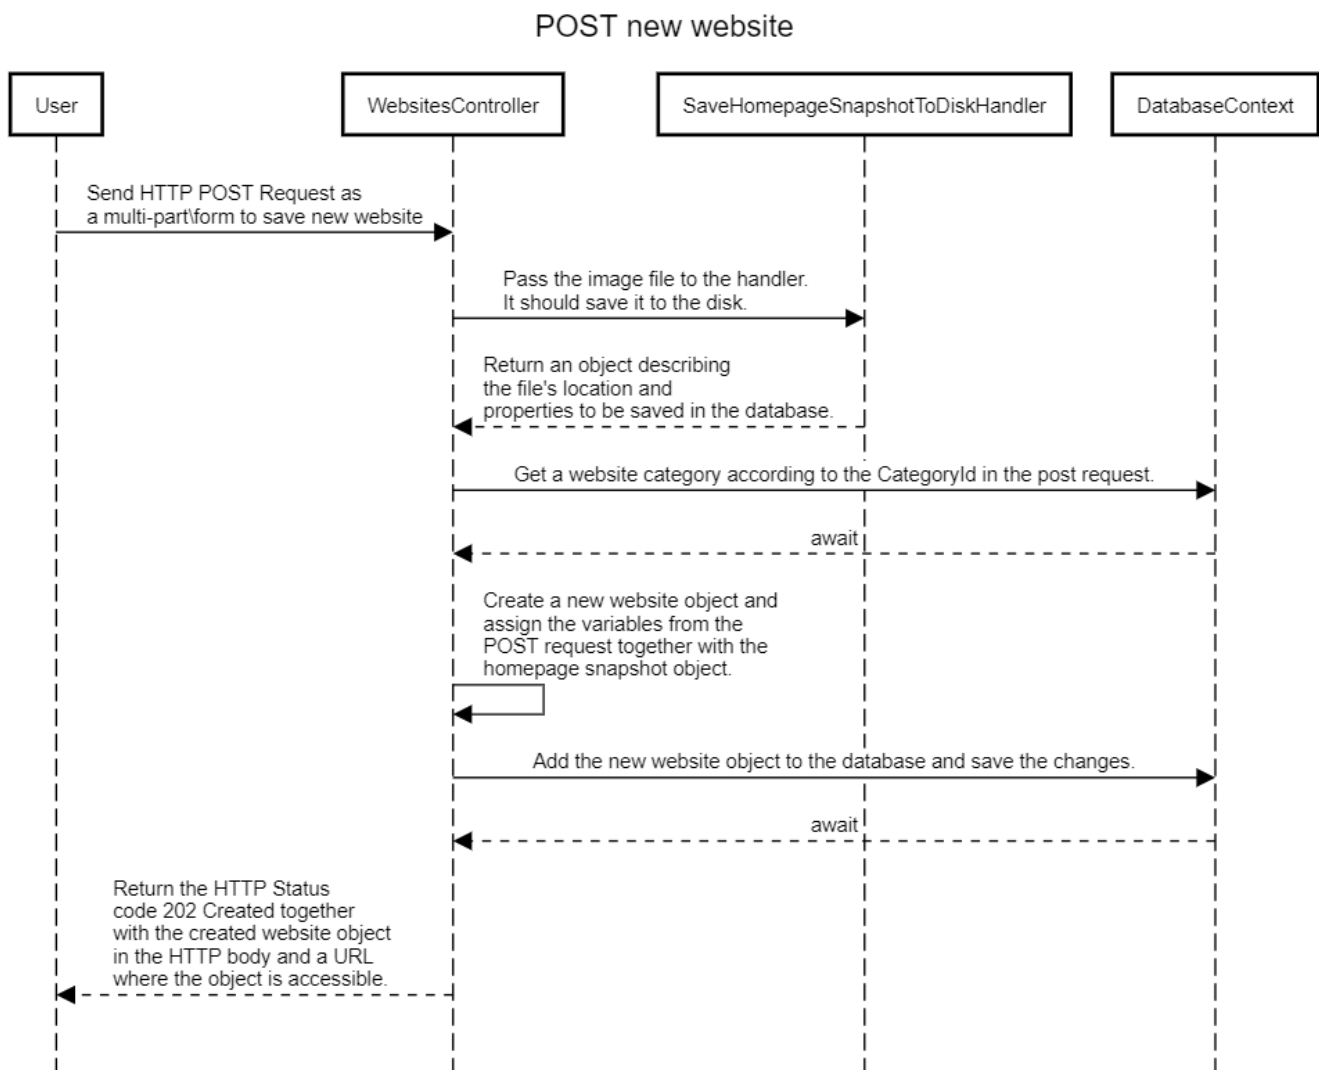 POST new website
User
WebsitesController
SaveHomepageSnapshotToDiskHandler
DatabaseContext
Send HTTP POST Request as
a multi-part\form to save new website
Pass the image file to the handler.
It should save it to the disk.
Return an object describing
the file's location and
properties to be saved in the database.
Get a website category according to the CategoryId in the post request.
await
Create a new website object and
assign the variables from the
POST request together with the
homepage snapshot object.
Add the new website object to the database and save the changes.
await
Return the HTTP Status
code 202 Created together
with the created website object
in the HTTP body and a URL
where the object is accessible.